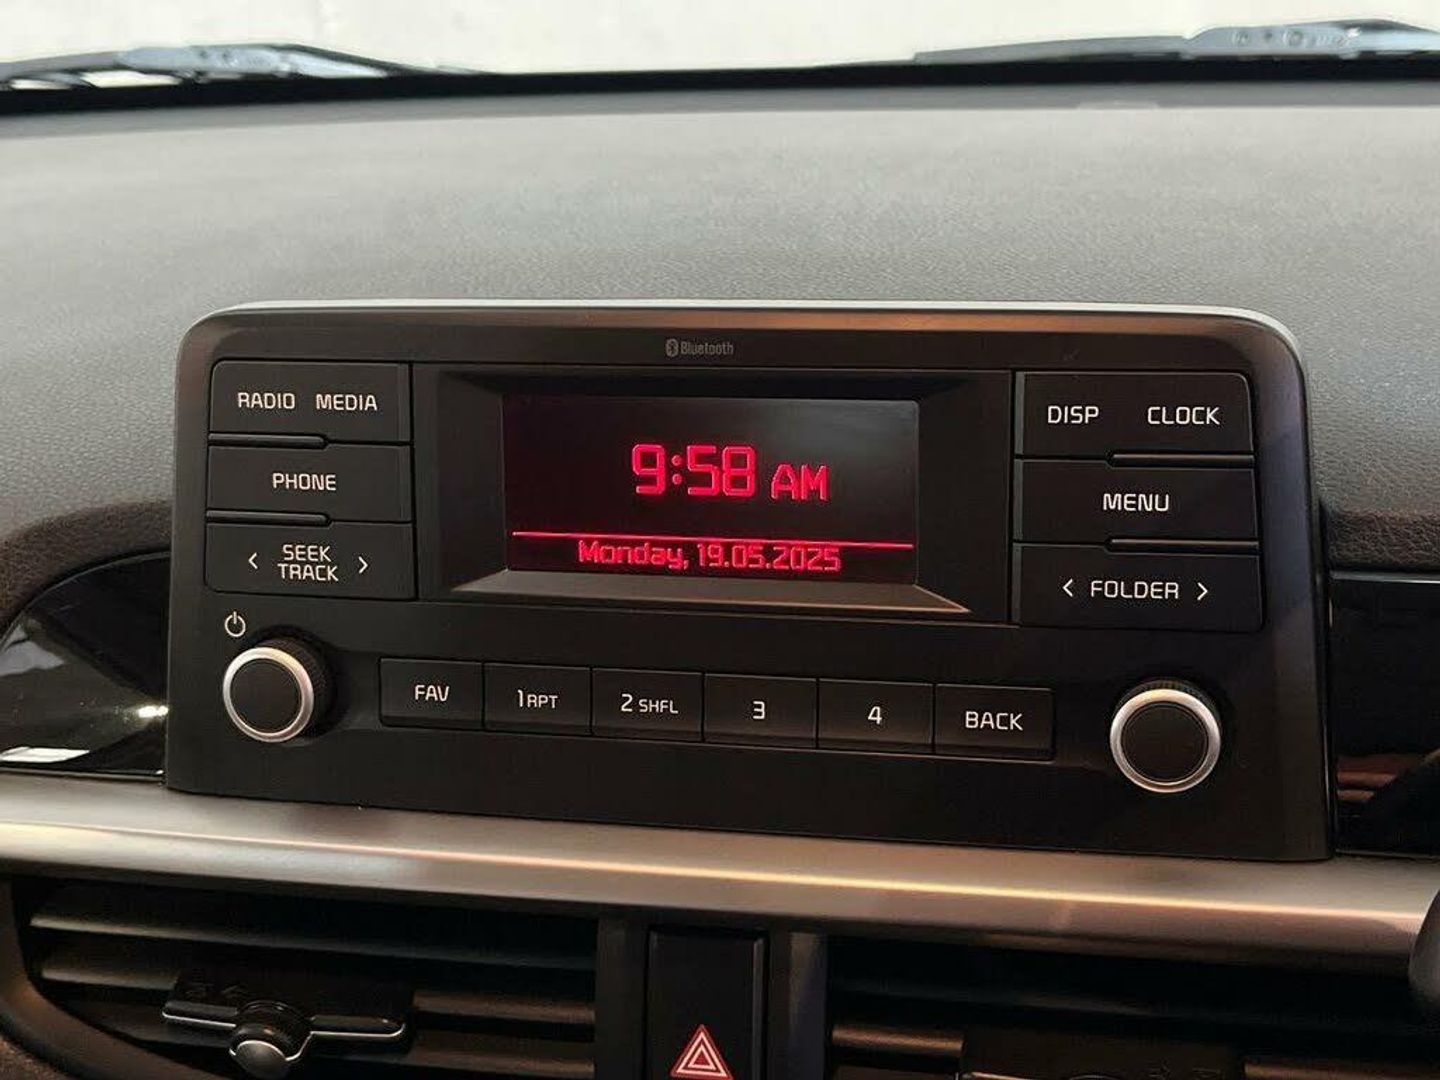 Bluetooth
RADIO MEDIA
PHONE
< SEEK TRACK >
9:58 AM
Monday, 19.05.2025
DISP CLOCK
MENU
< FOLDER >
FAV 1 RPT 2 SHFL 3 4 BACK